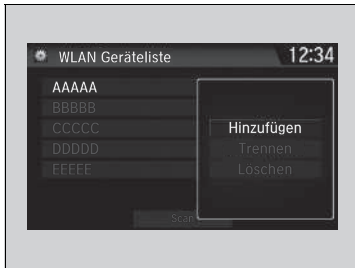 WLAN Geräteliste 12:34
AAAAA
BBBBB
CCCCC
DDDDD
EEEEE
Hinzufügen
Trennen
Loschen
Scan